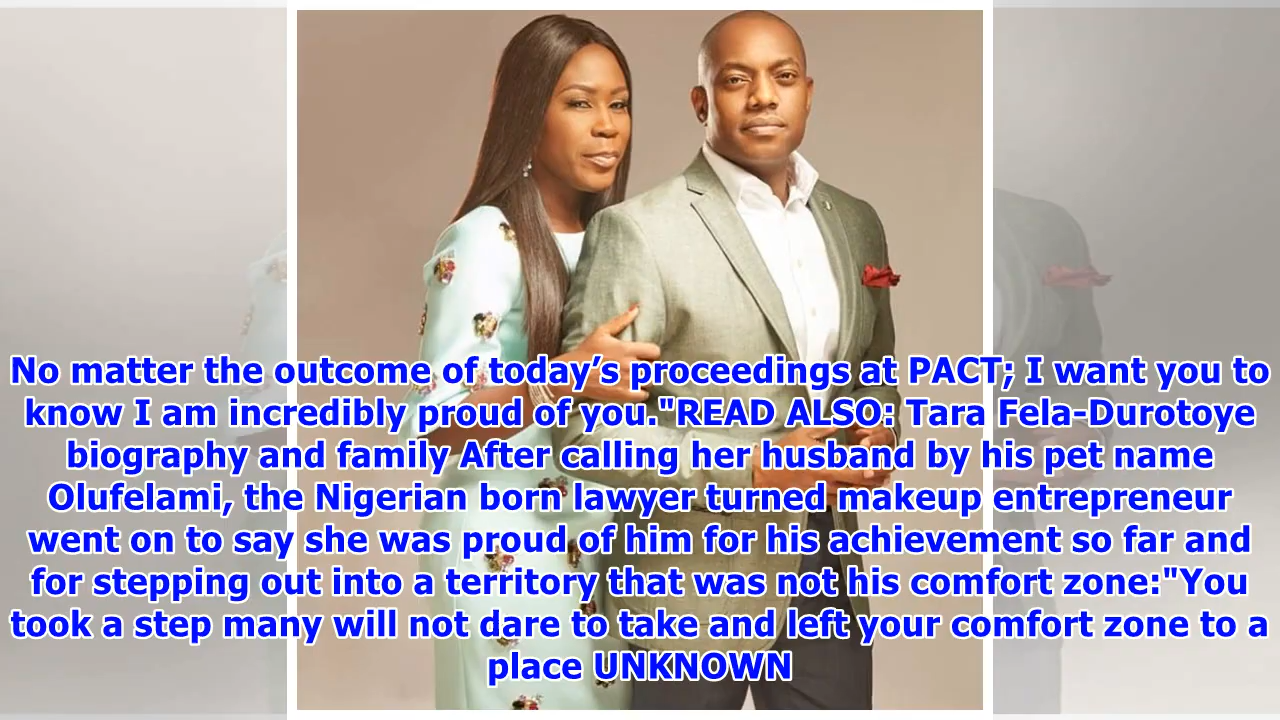 No matter the outcome of today’s proceedings at PACT; I want you to
know I am incredibly proud of you."READ ALSO: Tara Fela-Durotoye
biography and family After calling her husband by his pet name
Olufelami, the Nigerian born lawyer turned makeup entrepreneur
went on to say she was proud of him for his achievement so far and
for stepping out into a territory that was not his comfort zone:"You
took a step many will not dare to take and left your comfort zone to a
place UNKNOWN